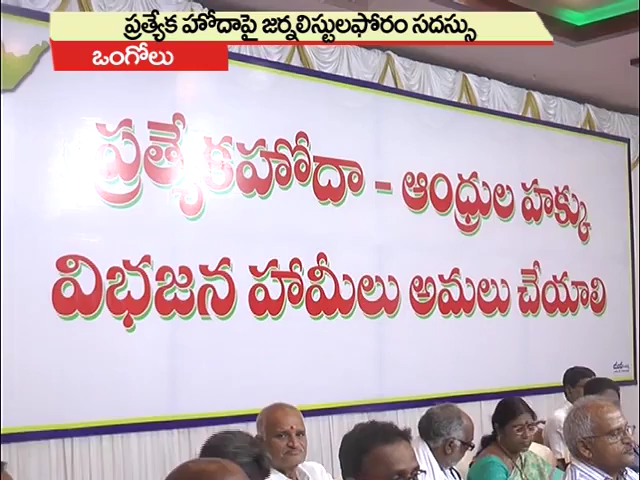 ప్రత్యేక హోదాపై జర్నలిస్టులఫోరం సదస్సు
ఒంగోలు
ప్రత్యేకహోదా - ఆంధ్రుల హక్కు
విభజన హామీలు అమలు చేయాలి